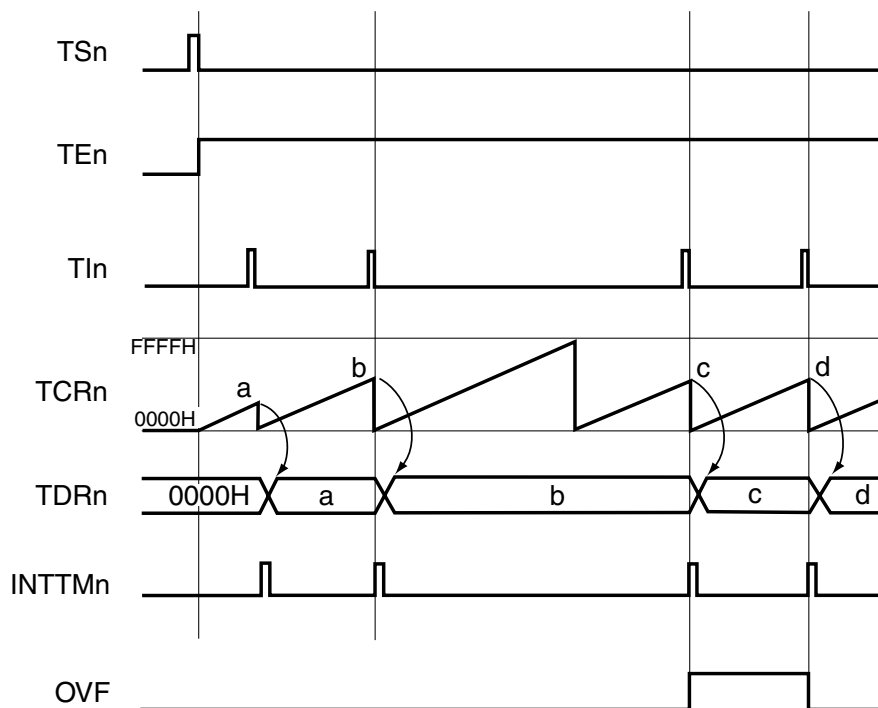 TSn
TEn
TIn
FFFFH
TCRn
a
b
c
d
0000H
TDRn
0000H
a
b
c
d
INTTMn
OVF